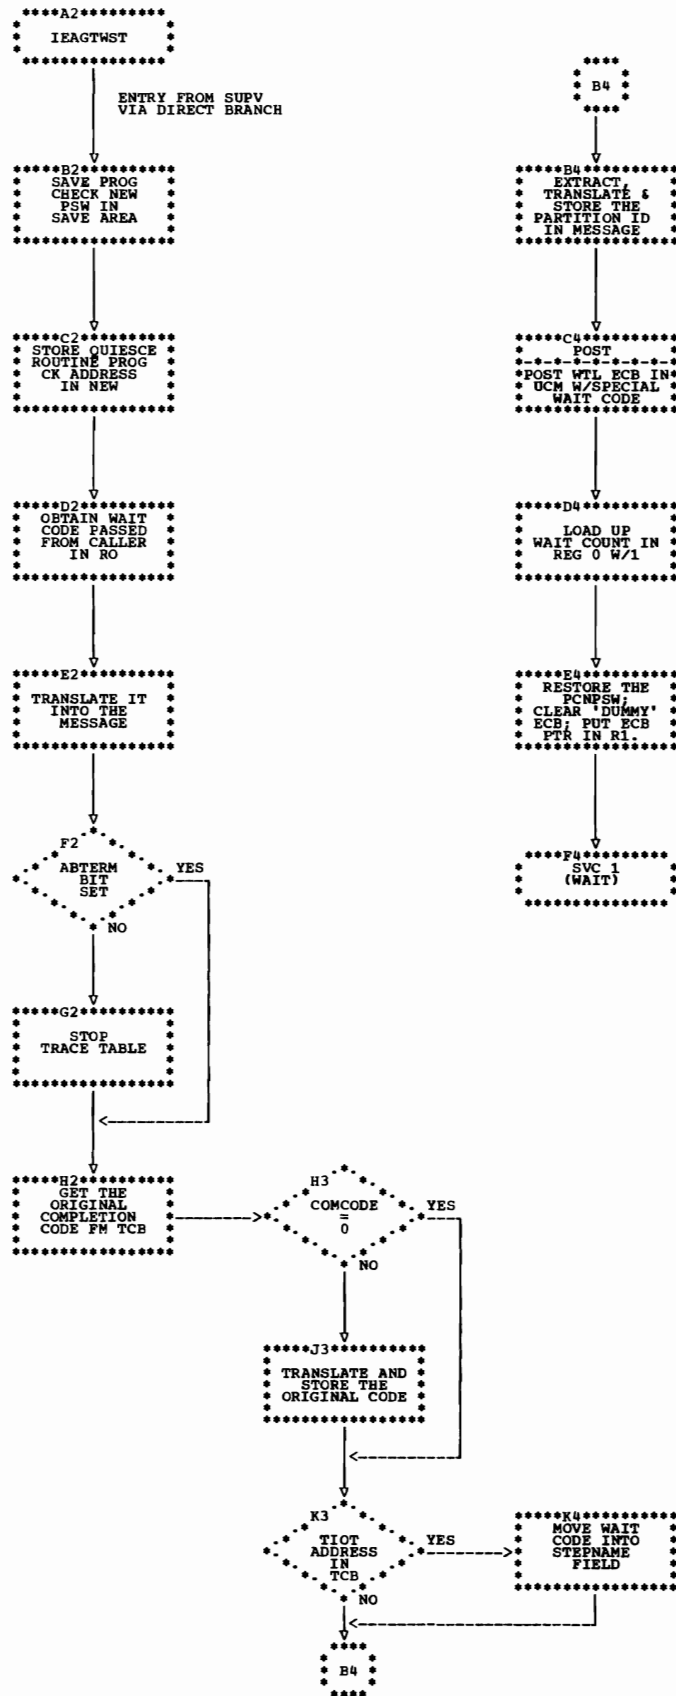 A2
IEAGTWST
ENTRY FROM SUPV
VIA DIRECT BRANCH
B2
SAVE PROG
CHECK NEW
PSW IN
SAVE AREA
C2
STORE QUIESCE
ROUTINE PROG
CK ADDRESS
IN NEW
D2
OBTAIN WAIT
CODE PASSED
FROM CALLER
IN RO
E2
TRANSLATE IT
INTO THE
MESSAGE
F2
ABTERM
BIT
SET
YES
NO
G2
STOP
TRACE TABLE
H2
GET THE
ORIGINAL
COMPLETION
CODE FM TCB
H3
COMCODE
=
0
YES
NO
J3
TRANSLATE AND
STORE THE
ORIGINAL CODE
K3
TIOT
ADDRESS
IN
TCB
YES
NO
K4
MOVE WAIT
CODE INTO
STEPNAME
FIELD
B4
B4
B4
EXTRACT,
TRANSLATE &
STORE THE
PARTITION ID
IN MESSAGE
C4
POST
POST WTL ECB IN
UCM W/SPECIAL
WAIT CODE
D4
LOAD UP
WAIT COUNT IN
REG 0 W/1
E4
RESTORE THE
PCNPSW;
CLEAR 'DUMMY'
ECB; PUT ECB
PTR IN R1.
F4
SVC 1
(WAIT)